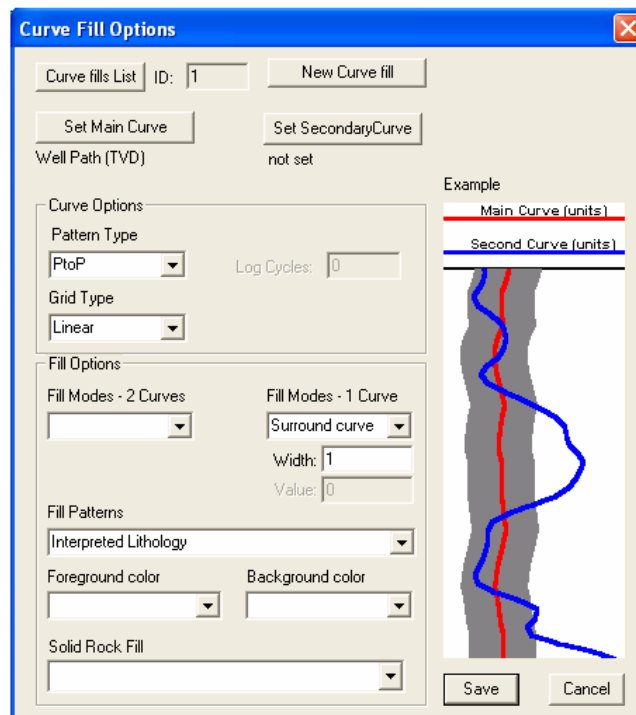 Curve Fill Options
Curve fills List ID: 1 New Curve fill
Set Main Curve Set SecondaryCurve
Well Path (TVD) not set
Example
Main Curve (units)
Second Curve (units)
Curve Options
Pattern Type
PtoP Log Cycles: 0
Grid Type
Linear
Fill Options
Fill Modes - 2 Curves Fill Modes - 1 Curve
Surround curve
Width: 1
Value: 0
Fill Patterns
Interpreted Lithology
Foreground color Background color
Solid Rock Fill
Save Cancel